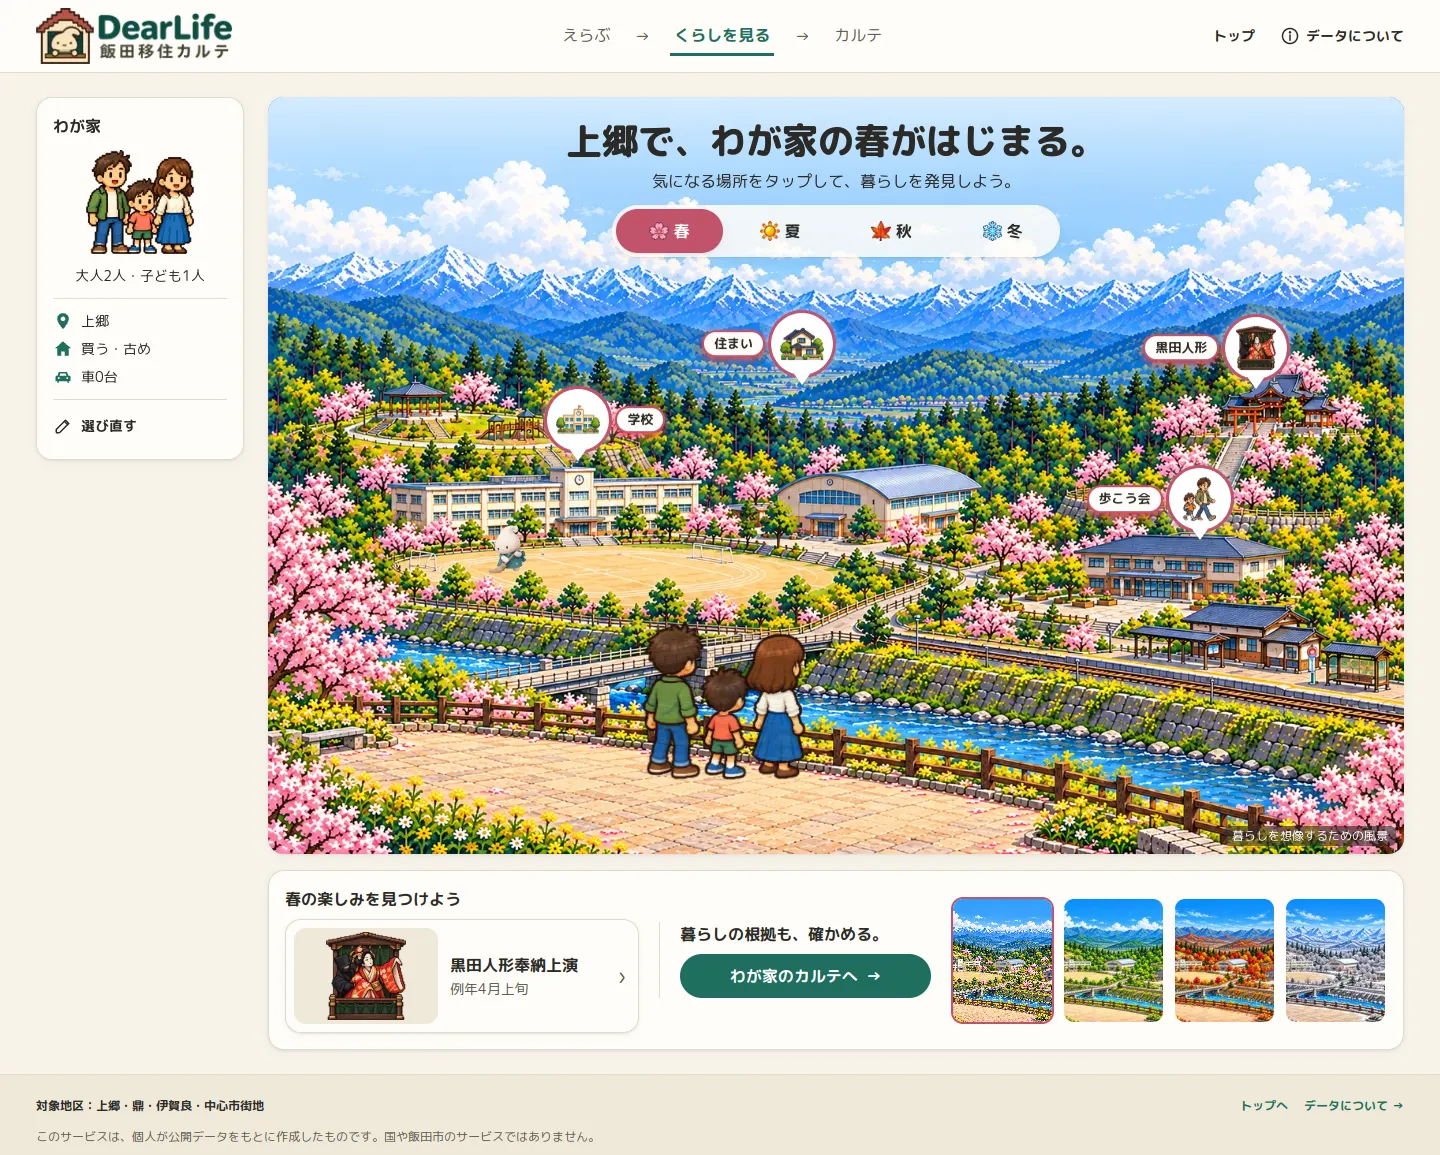 DearLife
飯田移住カルテ
えらぶ → くらしを見る → カルテ
トップ データについて
わが家
大人2人・子ども1人
上郷
買う・古め
車0台
選び直す
上郷で、わが家の春がはじまる。
気になる場所をタップして、暮らしを発見しよう。
春 夏 秋 冬
住まい
黒田人形
学校
歩こう会
暮らしを想像するための風景
春の楽しみを見つけよう
黒田人形奉納上演
例年4月上旬
暮らしの根拠も、確かめる。
わが家のカルテへ →
対象地区：上郷・鼎・伊賀良・中心市街地
トップへ データについて →
このサービスは、個人が公開データをもとに作成したものです。国や飯田市のサービスではありません。